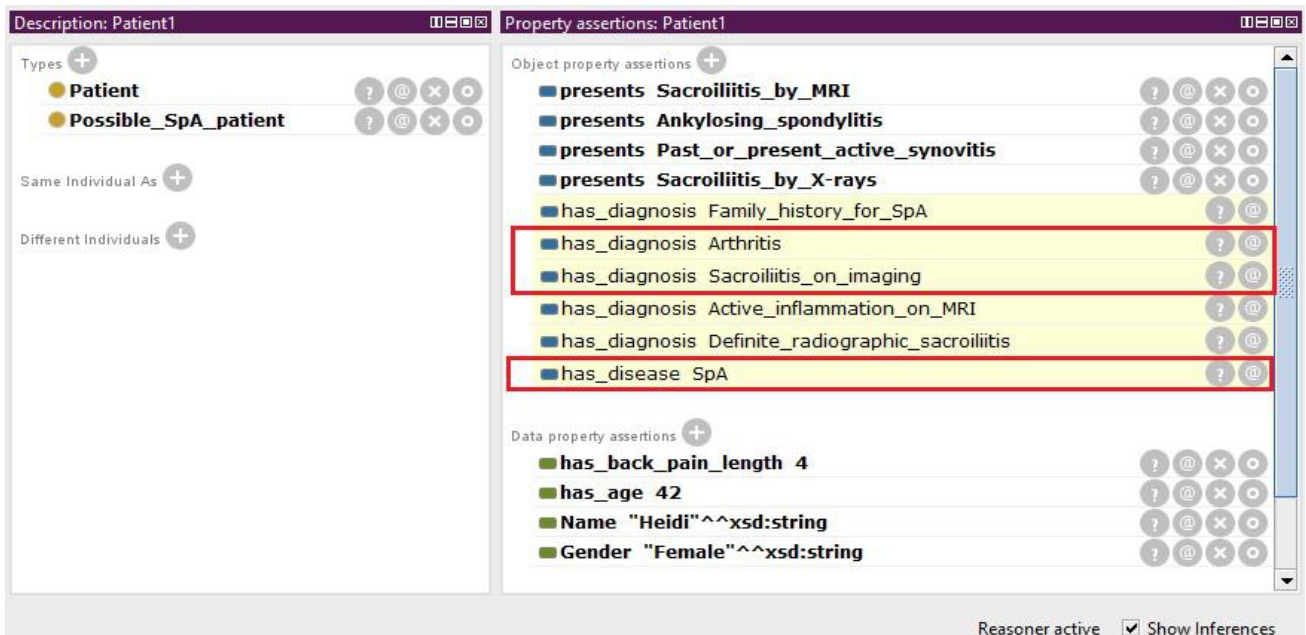 Description: Patient1
Types
Patient
Possible_SpA_patient
Same Individual As
Different Individuals
Property assertions: Patient1
Object property assertions
presents Sacroiliitis_by_MRI
presents Ankylosing_spondylitis
presents Past_or_present_active_synovitis
presents Sacroiliitis_by_X-rays
has_diagnosis Family_history_for_SpA
has_diagnosis Arthritis
has_diagnosis Sacroiliitis_on_imaging
has_diagnosis Active_inflammation_on_MRI
has_diagnosis Definite_radiographic_sacroiliitis
has_disease SpA
Data property assertions
has_back_pain_length 4
has_age 42
Name "Heidi"^^xsd:string
Gender "Female"^^xsd:string
Reasoner active Show Inferences